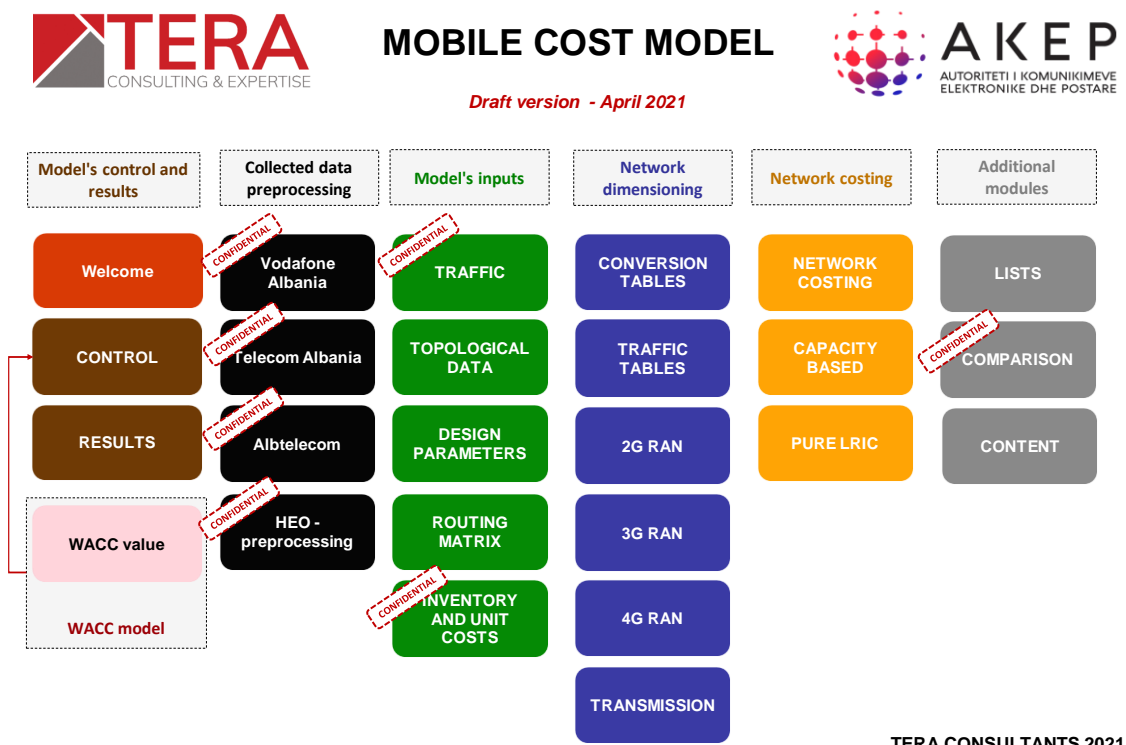 TERA
CONSULTING & EXPERTISE
MOBILE COST MODEL
Draft version - April 2021
AKEP
AUTORITETI I KOMUNIKIMEVE
ELEKTRONIKE DHE POSTARE
Model's control and
results
Collected data
preprocessing
Model's inputs
Network
dimensioning
Network costing
Additional
modules
Welcome
CONFIDENTIAL
Vodafone
Albania
CONFIDENTIAL
TRAFFIC
CONVERSION
TABLES
NETWORK
COSTING
LISTS
CONTROL
CONFIDENTIAL
Telecom Albania
TOPOLOGICAL
DATA
TRAFFIC
TABLES
CAPACITY
BASED
CONFIDENTIAL
COMPARISON
RESULTS
CONFIDENTIAL
Albtelecom
DESIGN
PARAMETERS
2G RAN
PURE LRIC
CONTENT
WACC value
CONFIDENTIAL
HEO -
preprocessing
ROUTING
MATRIX
3G RAN
WACC model
CONFIDENTIAL
INVENTORY
AND UNIT
COSTS
4G RAN
TRANSMISSION
TERA CONSULTANTS 2021